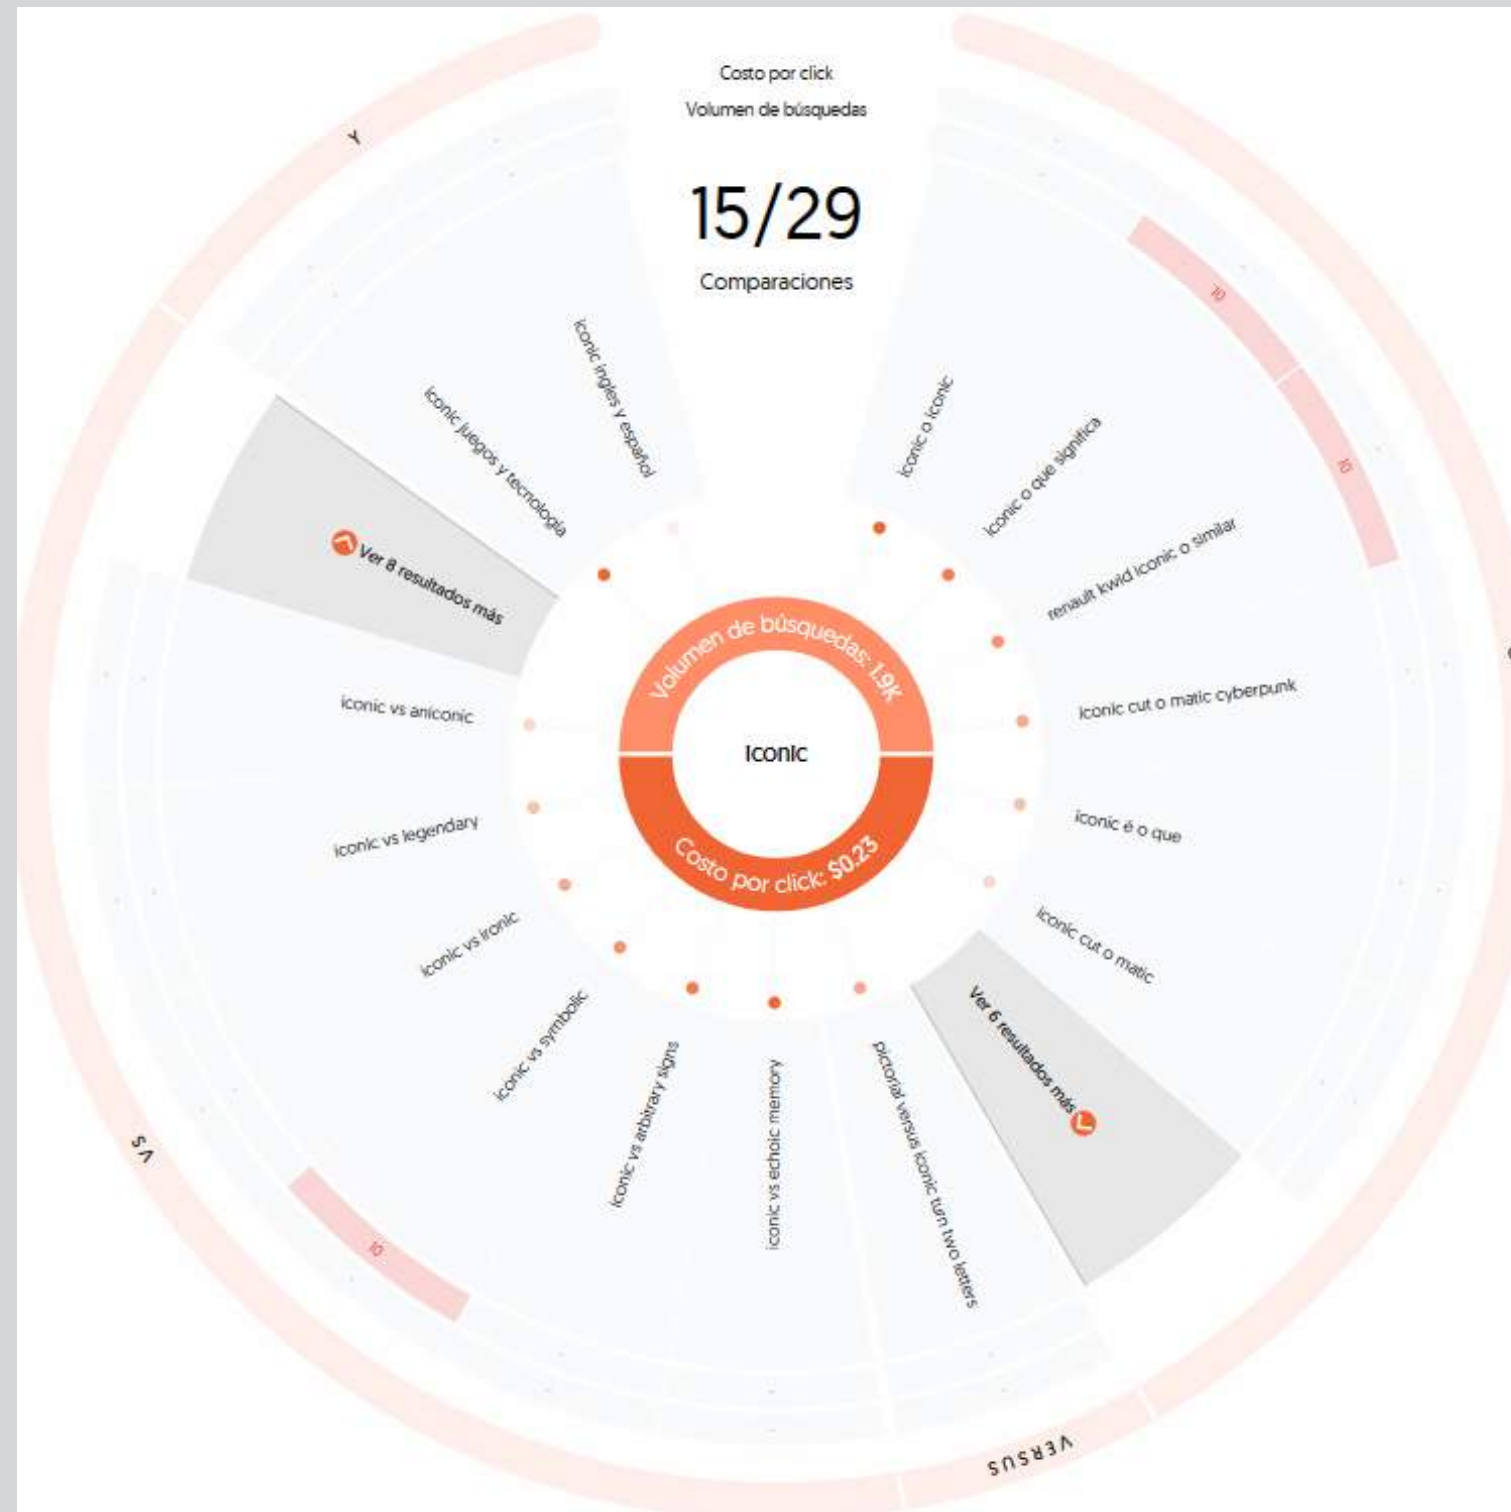 Costo por click
Volumen de búsquedas
15/29
Comparaciones
iconic o iconic
iconic o que significa
10
renault kwid iconic o similar
10
iconic cut o matic cyberpunk
iconic é o que
iconic cut o matic
Ver 6 resultados más
VERSUS
pictorial versus iconic turn two letters
VS
iconic vs echoic memory
iconic vs arbitrary signs
iconic vs symbolic
10
iconic vs ironic
iconic vs legendary
iconic vs aniconic
Ver 8 resultados más
Y
iconic juegos y tecnología
iconic ingles y español
Volumen de búsquedas: 1.9K
iconic
Costo por click: $0.23